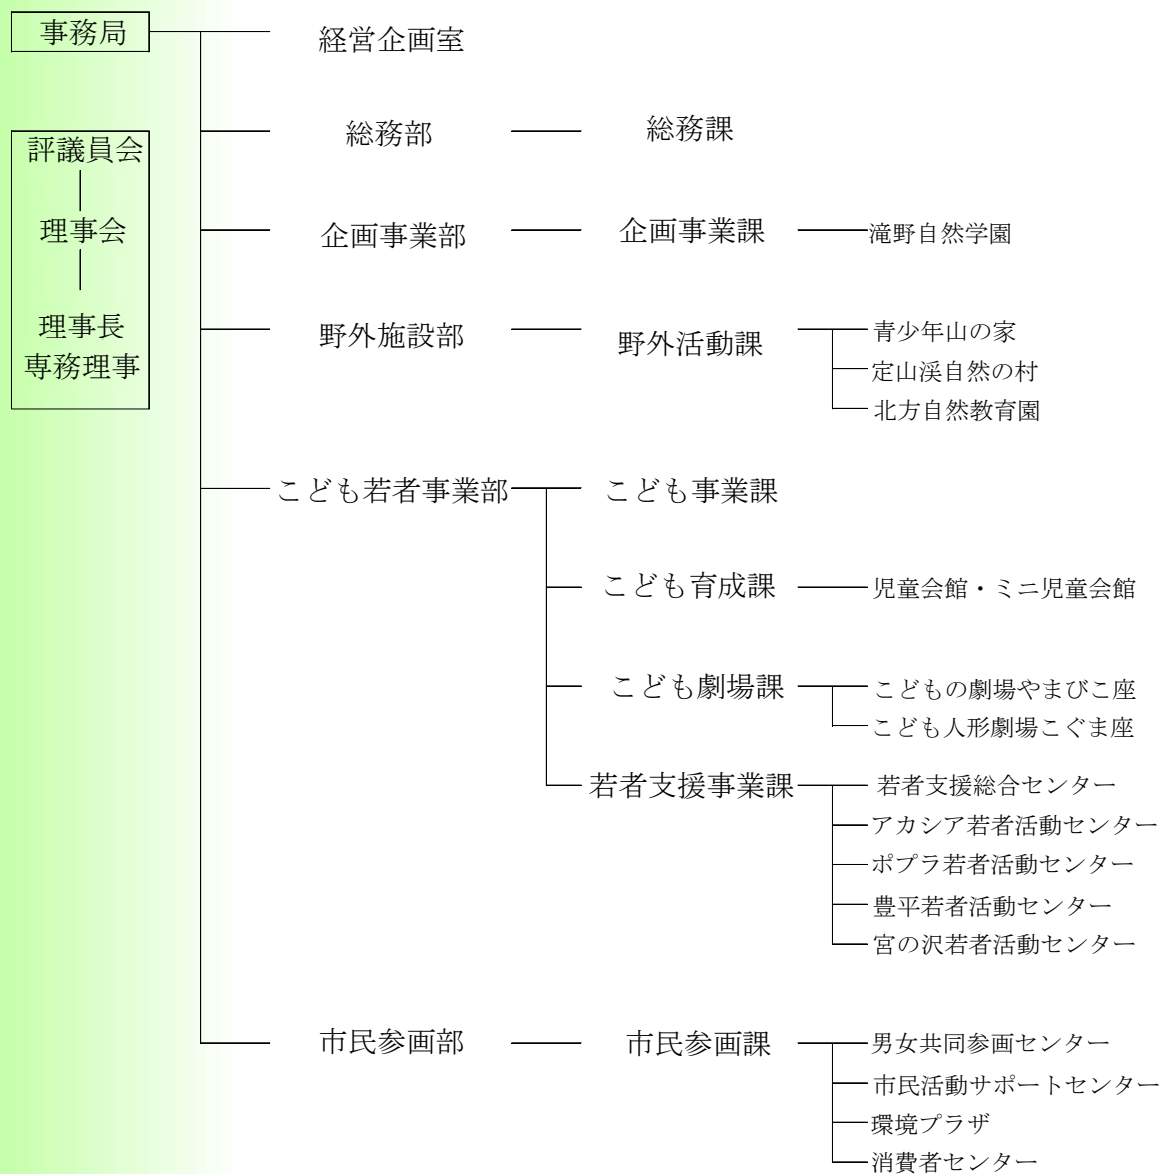 事務局
経営企画室
評議員会
理事会
理事長
専務理事
総務部
総務課
企画事業部
企画事業課
滝野自然学園
野外施設部
野外活動課
青少年山の家
定山渓自然の村
北方自然教育園
こども若者事業部
こども事業課
こども育成課
児童会館・ミニ児童会館
こども劇場課
こどもの劇場やまびこ座
こども人形劇場こぐま座
若者支援事業課
若者支援総合センター
アカシア若者活動センター
ポプラ若者活動センター
豊平若者活動センター
宮の沢若者活動センター
市民参画部
市民参画課
男女共同参画センター
市民活動サポートセンター
環境プラザ
消費者センター